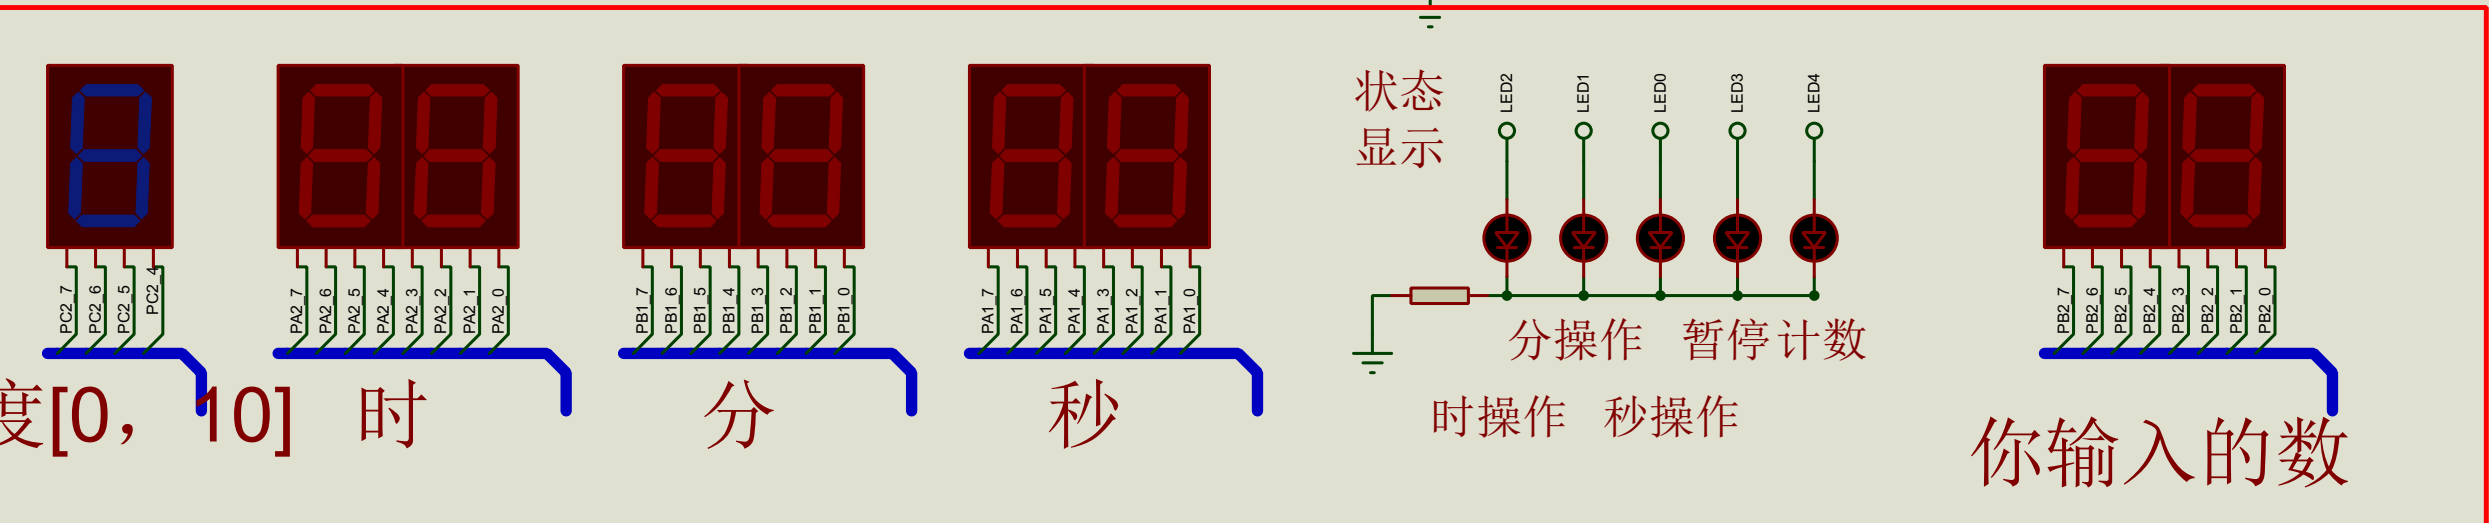 状态
显示
LED2 LED1 LED0 LED3 LED4
PC2_7 PC2_6 PC2_5 PC2_4
PA2_7 PA2_6 PA2_5 PA2_4 PA2_3 PA2_2 PA2_1 PA2_0
PB1_7 PB1_6 PB1_5 PB1_4 PB1_3 PB1_2 PB1_1 PB1_0
PA1_7 PA1_6 PA1_5 PA1_4 PA1_3 PA1_2 PA1_1 PA1_0
PB2_7 PB2_6 PB2_5 PB2_4 PB2_3 PB2_2 PB2_1 PB2_0
分操作 暂停 计数
时操作 秒操作
度[0，10] 时 分 秒
你输入的数